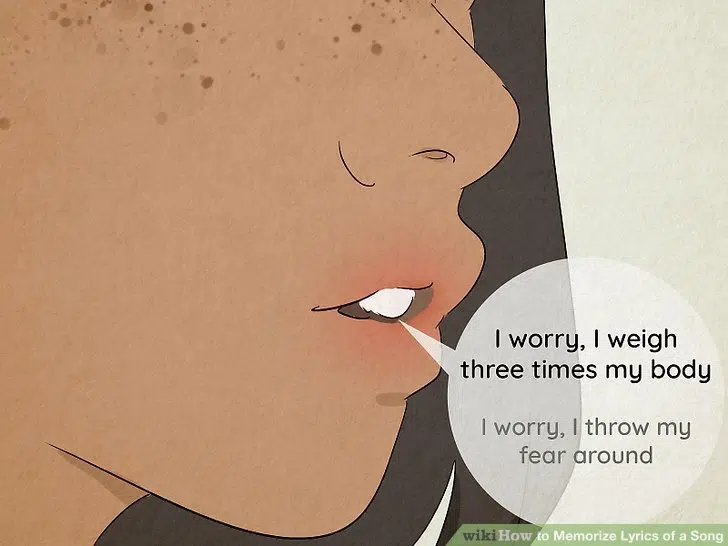 I worry, I weigh
three times my body
I worry, I throw my
fear around
wikiHow to Memorize Lyrics of a Song